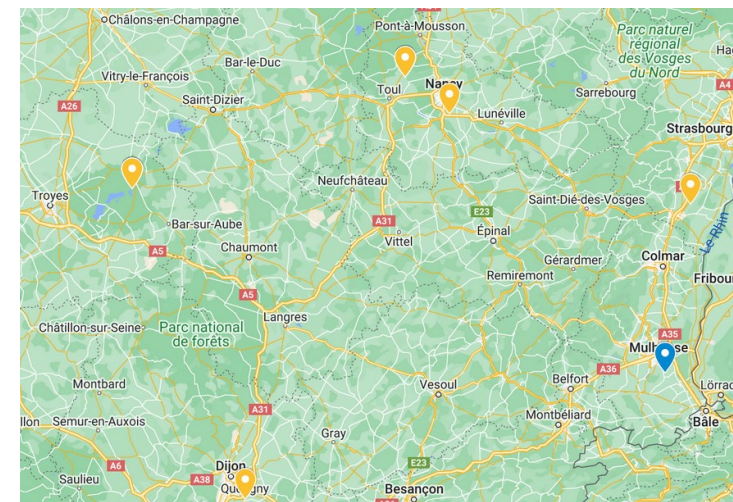 Châlons-en-Champagne
Pont-à-Mousson
Parc naturel
régional
des Vosges
du Nord
Bar-le-Duc
Vitry-le-François
Toul
Nancy
Sarrebourg
A4
Saint-Dizier
A26
Lunéville
Strasbourg
Troyes
Neufchâteau
Saint-Dié-des-Vosges
A31
E23
Bar-sur-Aube
Vittel
Épinal
Le Rhin
A5
Chaumont
Gérardmer
Colmar
Remiremont
A5
Langres
Châtillon-sur-Seine
Parc national
de forêts
A35
Mulhouse
A36
Montbard
Vesoul
Belfort
A31
Montbéliard
Bâle
Semur-en-Auxois
Gray
A6
Dijon
E23
Saulieu
A38
Besançon